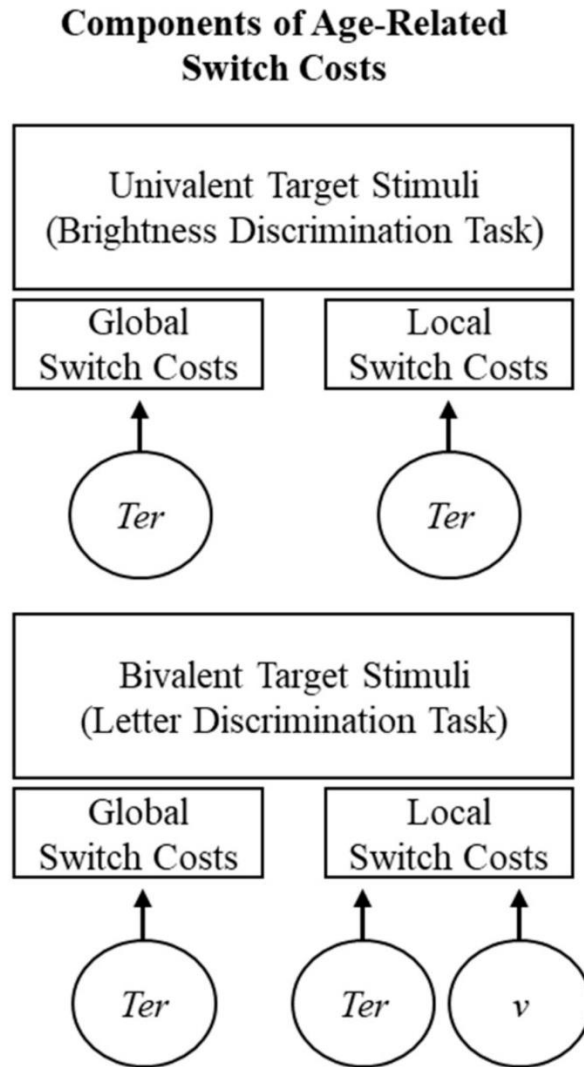 Components of Age-Related
Switch Costs
Univalent Target Stimuli
(Brightness Discrimination Task)
Global
Switch Costs
Local
Switch Costs
Ter
Ter
Bivalent Target Stimuli
(Letter Discrimination Task)
Global
Switch Costs
Local
Switch Costs
Ter
Ter
v